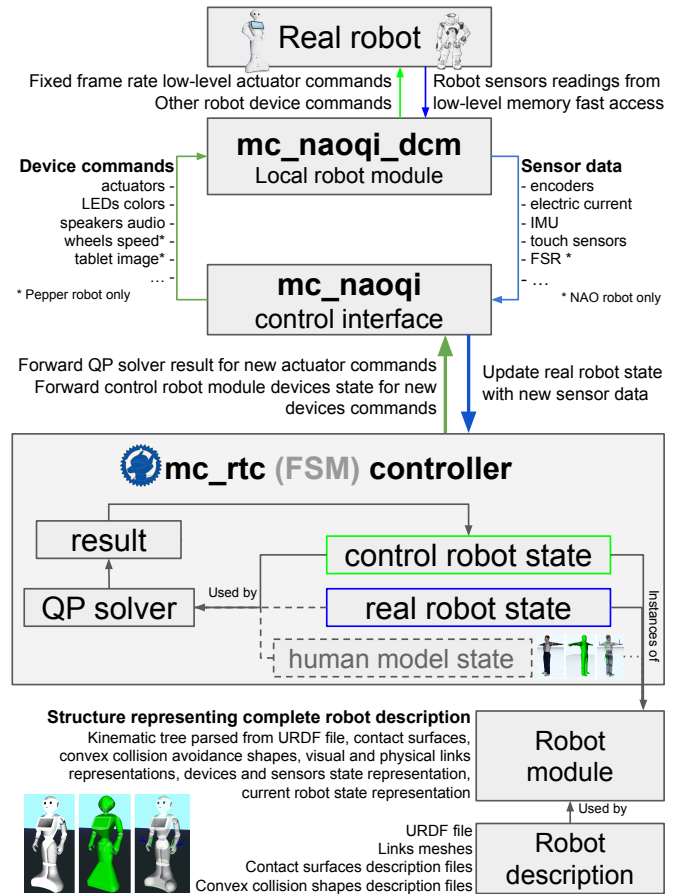 Real robot
Fixed frame rate low-level actuator commands
Other robot device commands
Robot sensors readings from
low-level memory fast access
mc_naoqi_dcm
Local robot module
Device commands
actuators -
LEDs colors -
speakers audio -
wheels speed* -
tablet image* -
... -
* Pepper robot only
Sensor data
- encoders
- electric current
- IMU
- touch sensors
- FSR *
- ...
* NAO robot only
mc_naoqi
control interface
Forward QP solver result for new actuator commands
Forward control robot module devices state for new
devices commands
Update real robot state
with new sensor data
mc_rtc (FSM) controller
result
control robot state
QP solver
Used by
real robot state
human model state
...
Instances of
Structure representing complete robot description
Kinematic tree parsed from URDF file, contact surfaces,
convex collision avoidance shapes, visual and physical links
representations, devices and sensors state representation,
current robot state representation
Robot
module
Used by
URDF file
Links meshes
Contact surfaces description files
Convex collision shapes description files
Robot
description